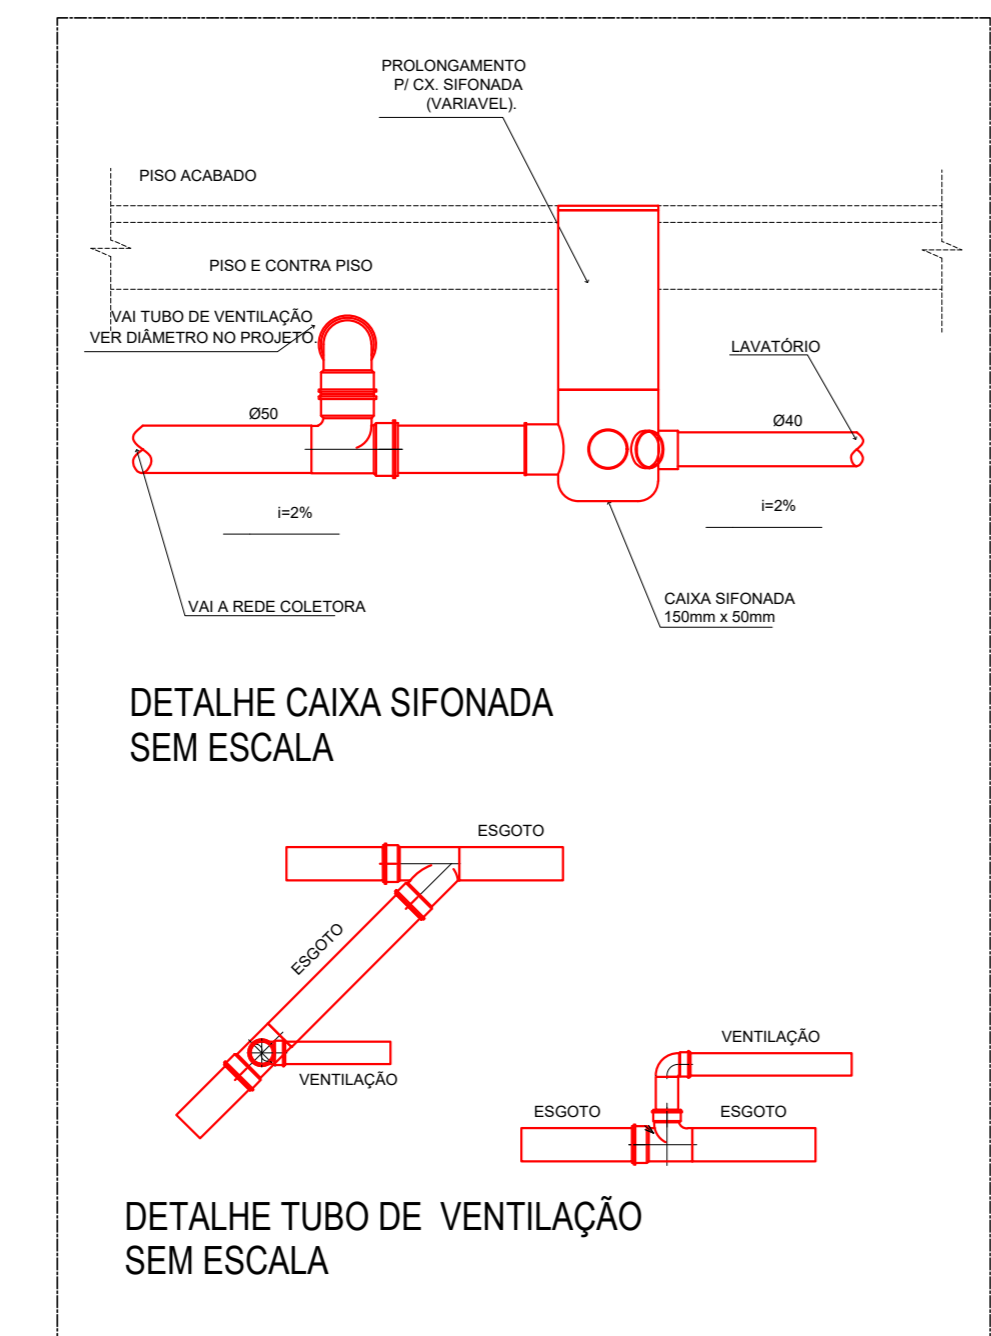 PROLONGAMENTO
P/ CX. SIFONADA
(VARIAVEL).
PISO ACABADO
PISO E CONTRA PISO
VAI TUBO DE VENTILAÇÃO
VER DIÂMETRO NO PROJETO.
LAVATÓRIO
Ø50
Ø40
i=2%
i=2%
VAI A REDE COLETORA
CAIXA SIFONADA
150mm x 50mm
DETALHE CAIXA SIFONADA
SEM ESCALA
ESGOTO
ESGOTO
VENTILAÇÃO
VENTILAÇÃO
ESGOTO
ESGOTO
DETALHE TUBO DE VENTILAÇÃO
SEM ESCALA